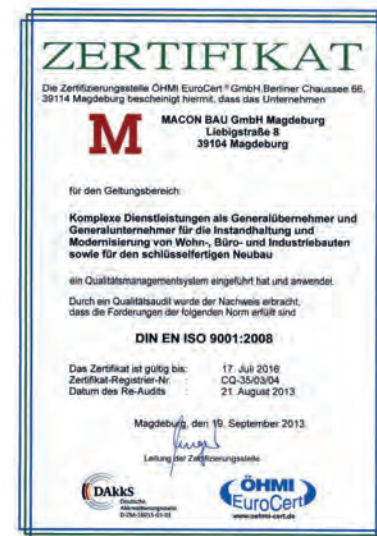 ZERTIFIKAT
Die Zertifizierungsstelle ÖHMI EuroCert® GmbH, Berliner Chaussee 66,
39114 Magdeburg bescheinigt hiermit, dass das Unternehmen
M
MACON BAU GmbH Magdeburg
Liebigstraße 8
39104 Magdeburg
für den Geltungsbereich:
Komplexe Dienstleistungen als Generalübernehmer und
Generalunternehmer für die Instandhaltung und
Modernisierung von Wohn-, Büro- und Industriebauten
sowie für den schlüsselfertigen Neubau
ein Qualitätsmanagementsystem eingeführt hat und anwendet.
Durch ein Qualitätsaudit wurde der Nachweis erbracht,
dass die Forderungen der folgenden Norm erfüllt sind
DIN EN ISO 9001:2008
Das Zertifikat ist gültig bis: 17. Juli 2016
Zertifikat-Registrier-Nr. : CQ-35/03/04
Datum des Re-Audits : 21. August 2013
Magdeburg, den 19. September 2013
Leitung der Zertifizierungsstelle
DAkkS
Deutsche
Akkreditierungsstelle
ÖHMI
EuroCert
www.oehmi-cert.de